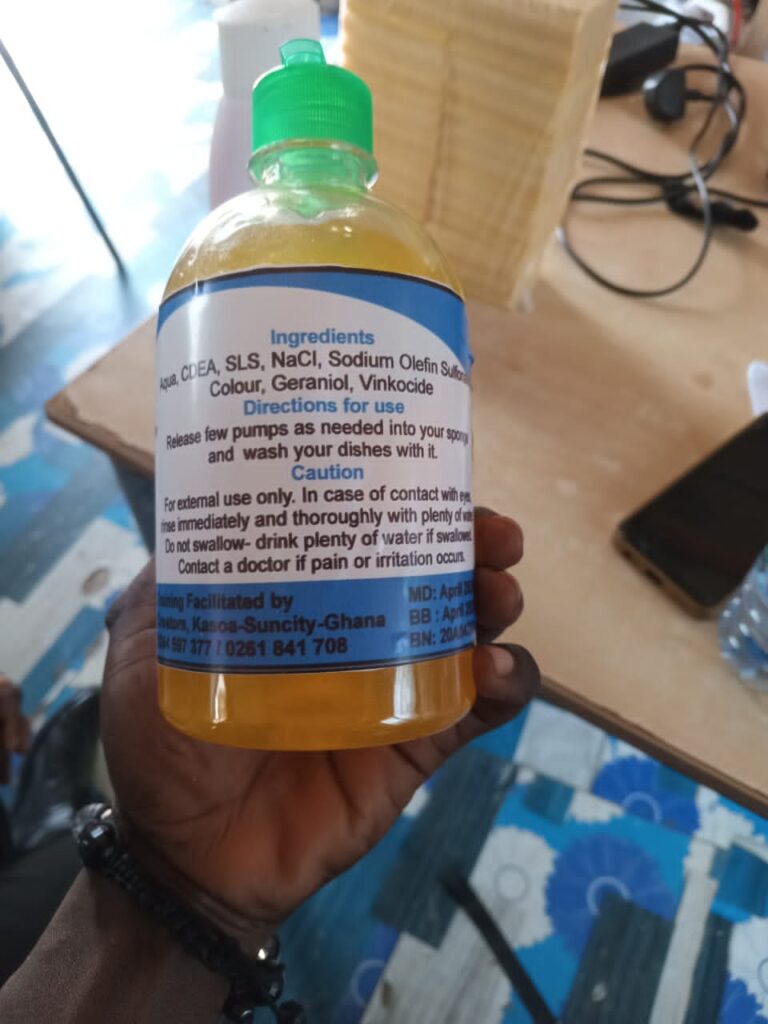 Ingredients
Aqua, CDEA, SLS, NaCl, Sodium Olefin
Colour, Geraniol, Vinkocide
Directions for use
Release few pumps as needed into your
and wash your dishes with it.
Caution
For external use only. In case of contact with eyes
rinse immediately and thoroughly with plenty of
Do not swallow- drink plenty of water if swallowed.
Contact a doctor if pain or irritation occurs.
Facilitated by
Kasoa-Suncity-Ghana
597 377 / 0261 841 708
MD: April
BB : April
BN: